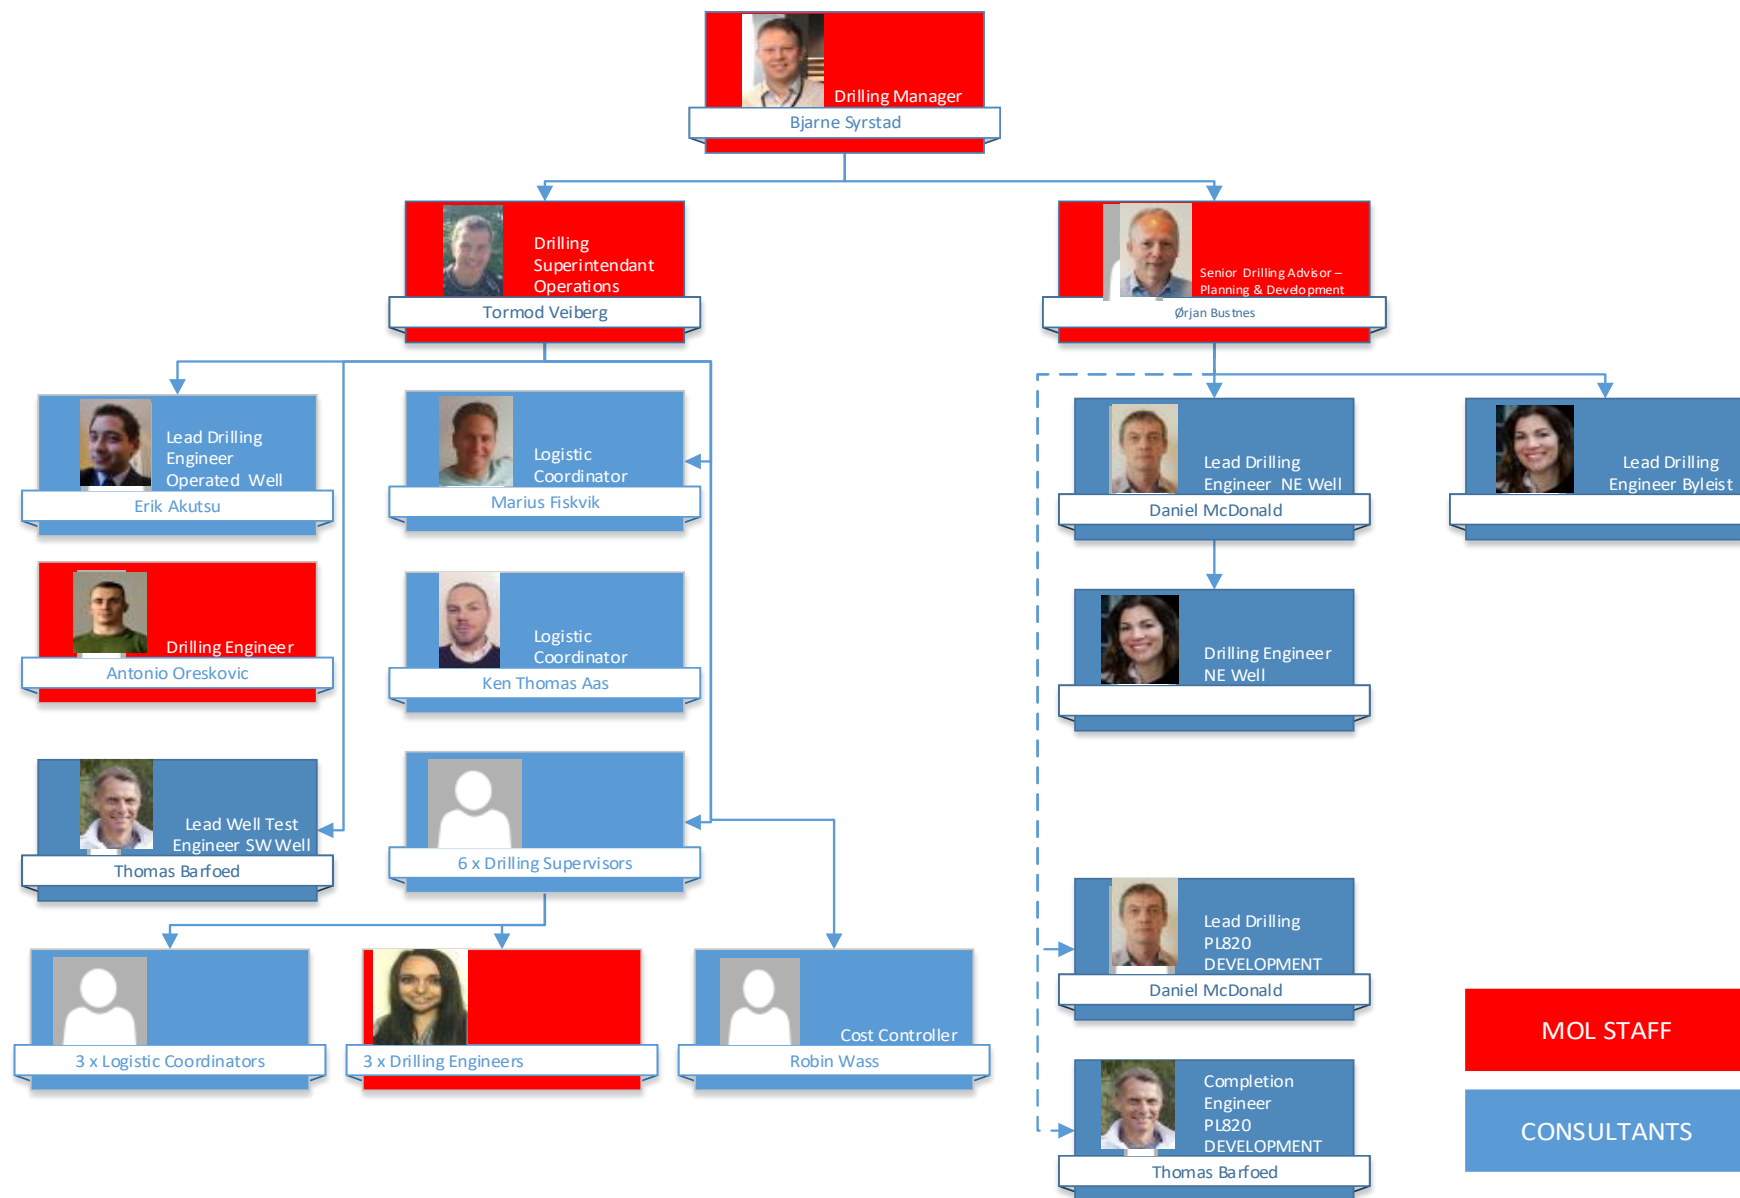 Drilling Manager
Bjarne Syrstad
Drilling
Superintendant
Operations
Tormod Veiberg
Senior Drilling Advisor –
Planning & Development
Ørjan Bustnes
Lead Drilling
Engineer
Operated Well
Erik Akutsu
Logistic
Coordinator
Marius Fiskvik
Lead Drilling
Engineer NE Well
Daniel McDonald
Lead Drilling
Engineer Byleist
Drilling Engineer
Antonio Oreskovic
Logistic
Coordinator
Ken Thomas Aas
Drilling Engineer
NE Well
Lead Well Test
Engineer SW Well
Thomas Barfoed
6 x Drilling Supervisors
3 x Logistic Coordinators
3 x Drilling Engineers
Cost Controller
Robin Wass
Lead Drilling
PL820
DEVELOPMENT
Daniel McDonald
Completion
Engineer
PL820
DEVELOPMENT
Thomas Barfoed
MOL STAFF
CONSULTANTS